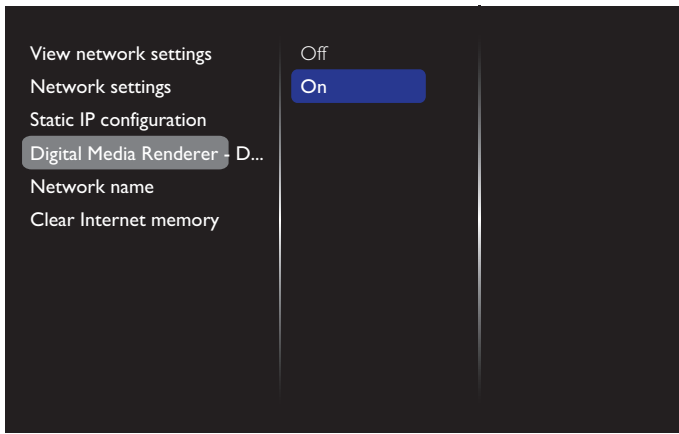 View network settings
Network settings
Static IP configuration
Digital Media Renderer - D...
Network name
Clear Internet memory
Off
On